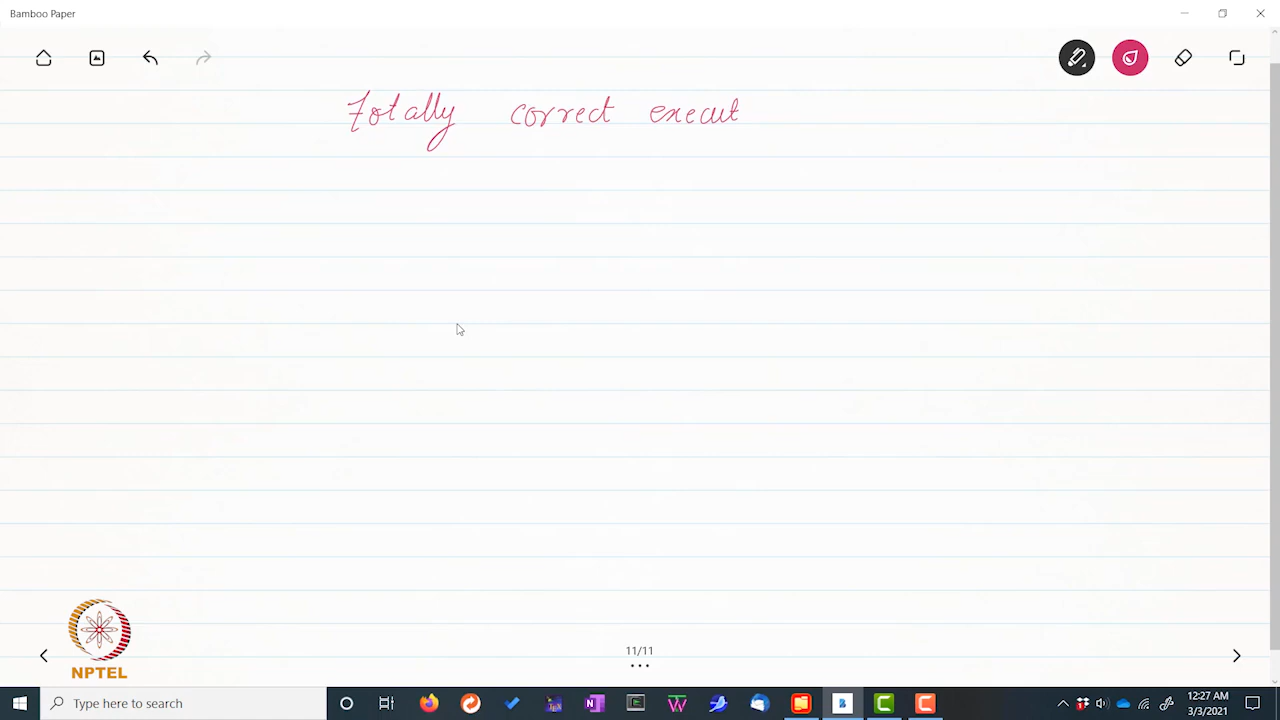 Bamboo Paper
Totally correct execut
NPTEL
11/11
Type here to search
12:27 AM
3/3/2021